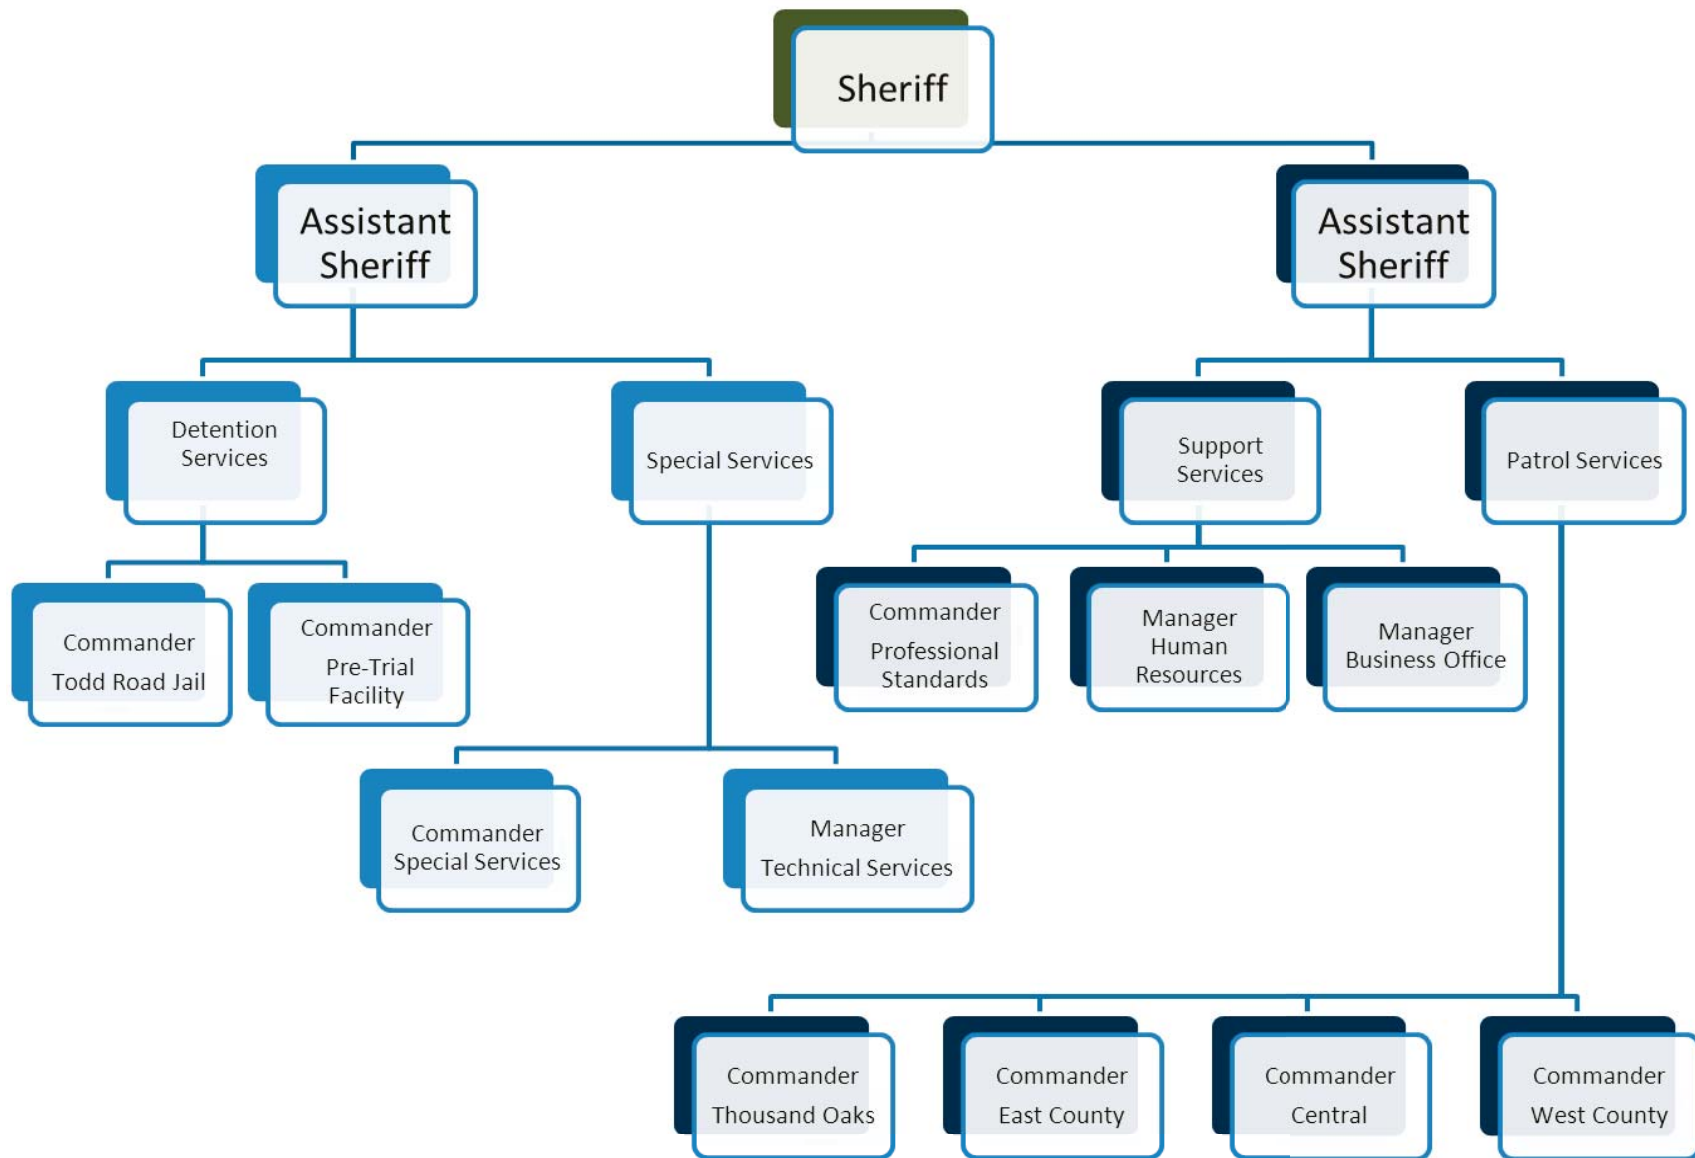 Sheriff
Assistant
Sheriff
Assistant
Sheriff
Detention
Services
Special Services
Support
Services
Patrol Services
Commander
Todd Road Jail
Commander
Pre-Trial
Facility
Commander
Professional
Standards
Manager
Human
Resources
Manager
Business Office
Commander
Special Services
Manager
Technical Services
Commander
Thousand Oaks
Commander
East County
Commander
Central
Commander
West County